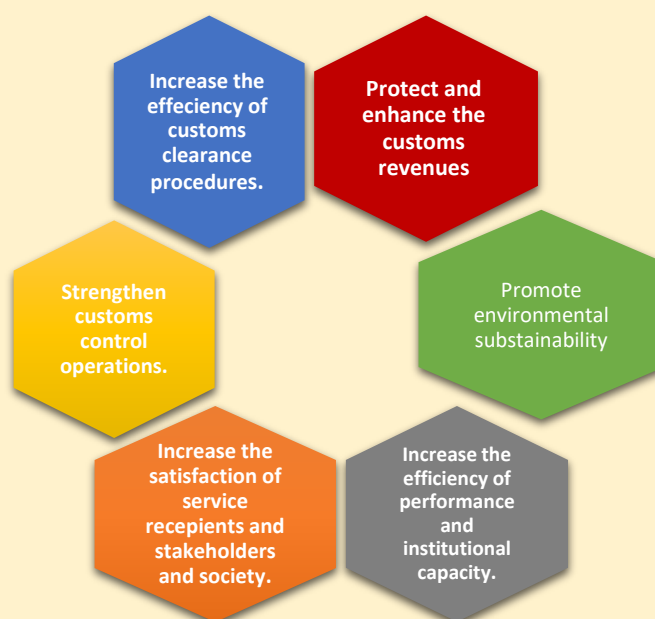 Increase the
effeciency of
customs
clearance
procedures.
Protect and
enhance the
customs
revenues
Strengthen
customs
control
operations.
Promote
environmental
substainability
Increase the
satisfaction of
service
recepients and
stakeholders
and society.
Increase the
efficiency of
performance
and
institutional
capacity.